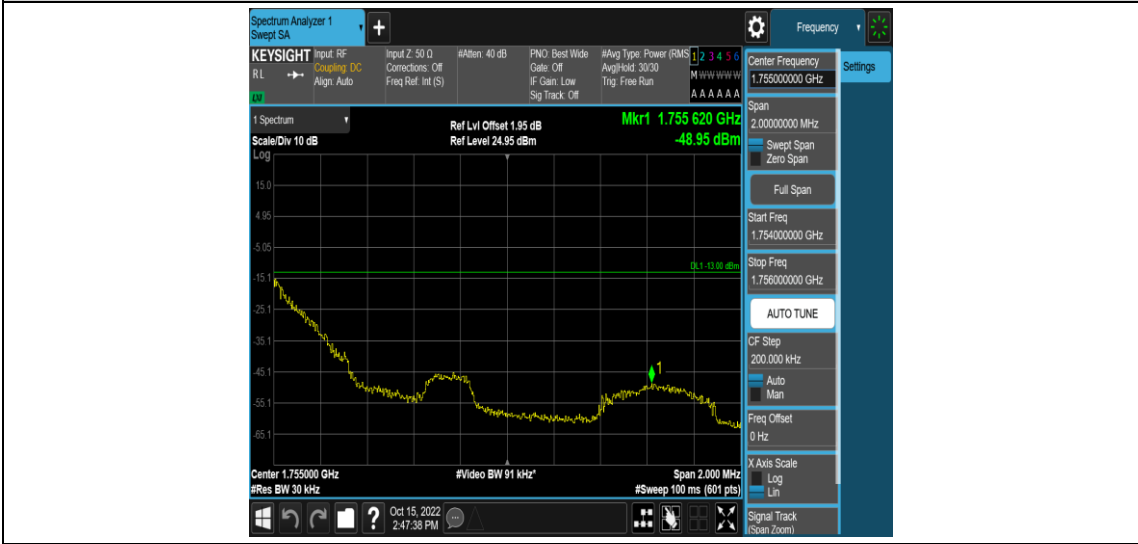 Spectrum Analyzer 1
Swept SA
+
Frequency
KEYSIGHT
Input: RF
Input Z: 50 Ω
#Atten: 40 dB
PNO: Best Wide
#Avg Type: Power (RMS
1 2 3 4 5 6
RL
Coupling: DC
Corrections: Off
Gate: Off
Avg|Hold: 30/30
M W W W W W
Align: Auto
Freq Ref: Int (S)
IF Gain: Low
Trig: Free Run
Sig Track: Off
A A A A A A
1 Spectrum
Ref Lvl Offset 1.95 dB
Mkr1 1.755 620 GHz
Scale/Div 10 dB
Ref Level 24.95 dBm
-48.95 dBm
Log
15.0
4.95
-5.05
DL1 -13.00 dBm
-15.1
-25.1
-35.1
-45.1
1
-55.1
-65.1
Center 1.755000 GHz
#Video BW 91 kHz*
Span 2.000 MHz
#Res BW 30 kHz
#Sweep 100 ms (601 pts)
?
Oct 15, 2022
2:47:38 PM
Center Frequency
1.755000000 GHz
Settings
Span
2.00000000 MHz
Swept Span
Zero Span
Full Span
Start Freq
1.754000000 GHz
Stop Freq
1.756000000 GHz
AUTO TUNE
CF Step
200.000 kHz
Auto
Man
Freq Offset
0 Hz
X Axis Scale
Log
Lin
Signal Track
(Span Zoom)